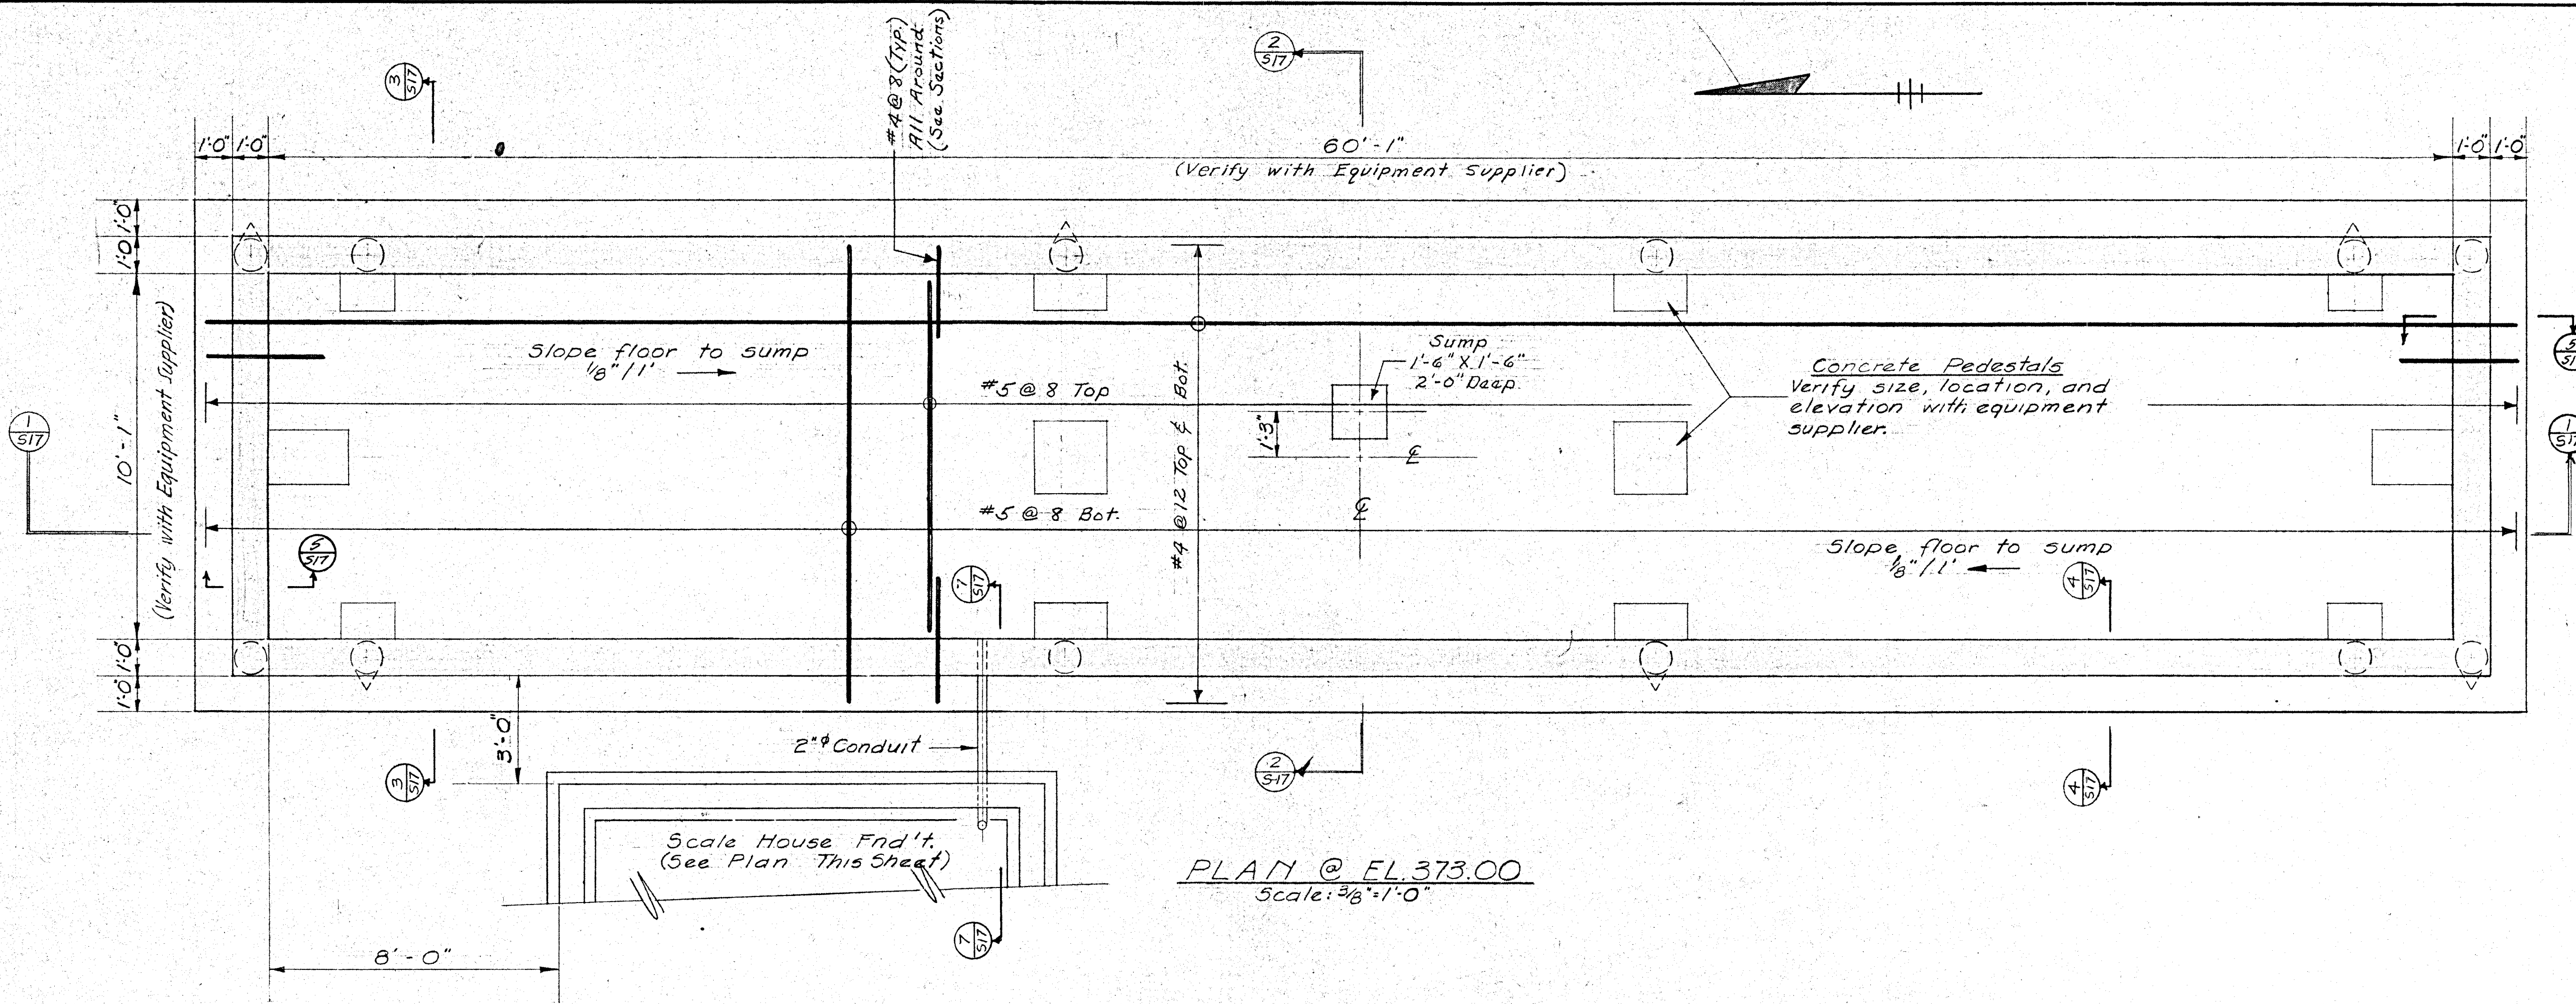 #4 @ 8 (Typ.)
All Around
(See Sections)
3
S17
2
S17
1'-0" 1'-0"
60'-1"
(Verify with Equipment Supplier)
1'-0" 1'-0"
1'-0"
1'-0"
10'-1"
(Verify with Equipment Supplier)
1'-0"
1'-0"
Slope floor to sump
1/8" / 1'
#5 @ 8 Top
#4 @ 12 Top & Bot.
Sump
1'-6" X 1'-6"
2'-0" Deep
1'-3"
℄
℄
Concrete Pedestals
Verify size, location, and
elevation with equipment
supplier.
5
1
S17
1
#5 @ 8 Bot.
5
S17
7
S17
Slope floor to sump
1/8" / 1'
4
S17
3'-0"
2"ϕ Conduit
3
S17
2
S17
4
S17
Scale House Fnd't.
(See Plan This Sheet)
7
S17
8'-0"
PLAN @ EL. 373.00
Scale: 3/8" = 1'-0"